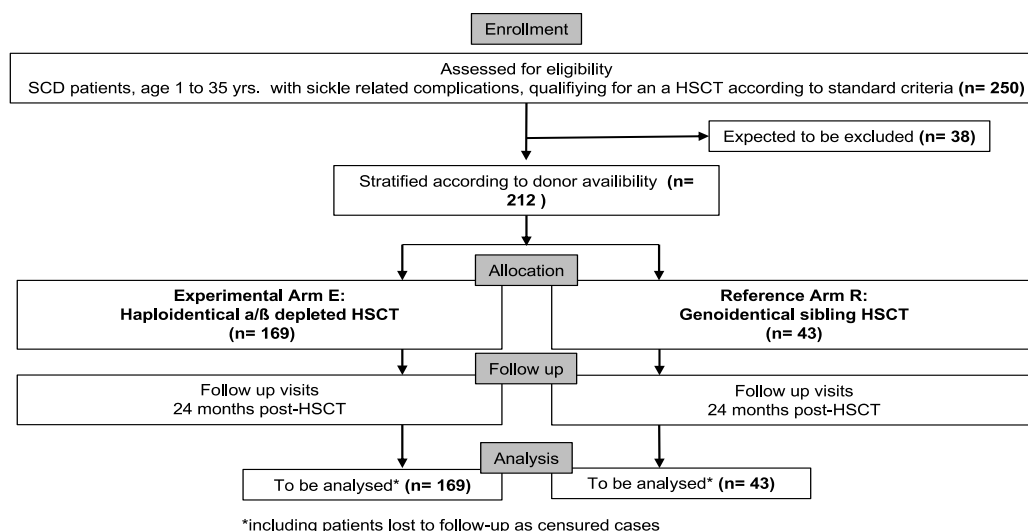 Enrollment
Assessed for eligibility
SCD patients, age 1 to 35 yrs. with sickle related complications, qualifiying for an a HSCT according to standard criteria (n= 250)
Expected to be excluded (n= 38)
Stratified according to donor availibility (n=
212 )
Allocation
Experimental Arm E:
Haploidentical a/ß depleted HSCT
(n= 169)
Reference Arm R:
Genoidentical sibling HSCT
(n= 43)
Follow up
Follow up visits
24 months post-HSCT
Follow up visits
24 months post-HSCT
Analysis
To be analysed* (n= 169)
To be analysed* (n= 43)
*including patients lost to follow-up as censured cases